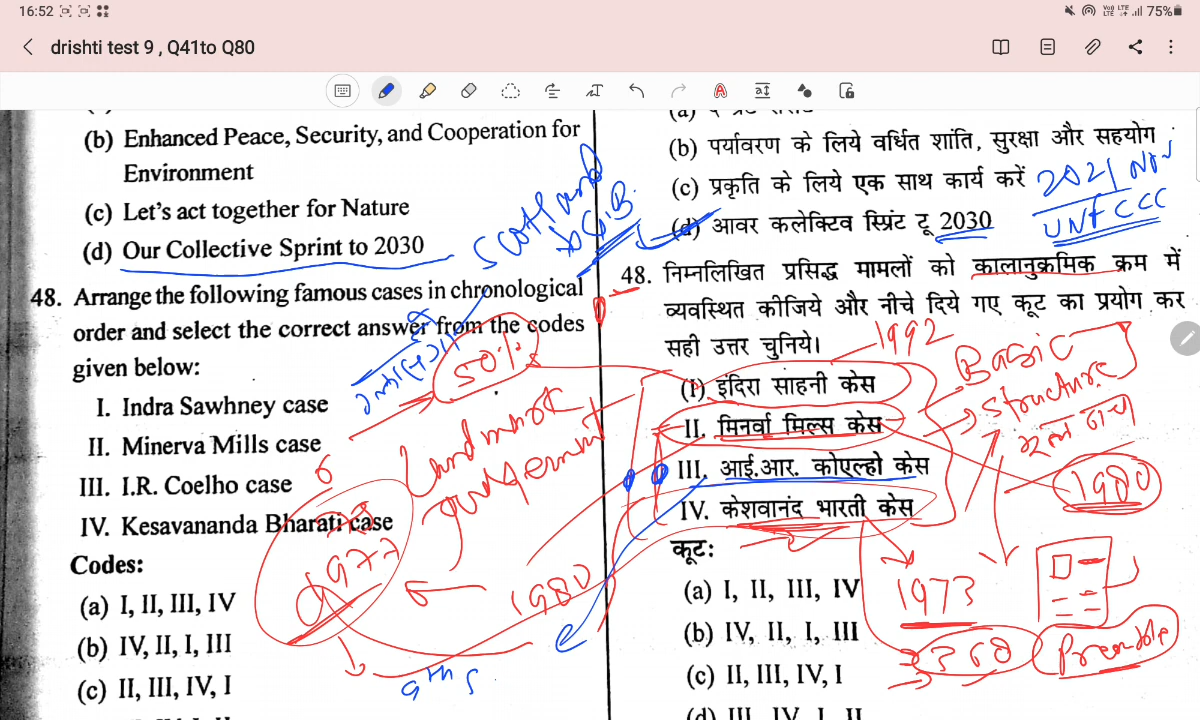 16:52
75%
drishti test 9 , Q41to Q80
(b) Enhanced Peace, Security, and Cooperation for
Environment
(c) Let's act together for Nature
(d) Our Collective Sprint to 2030
48. Arrange the following famous cases in chronological
order and select the correct answer from the codes
given below:
I. Indra Sawhney case
II. Minerva Mills case
III. I.R. Coelho case
IV. Kesavananda Bharati case
Codes:
(a) I, II, III, IV
(b) IV, II, I, III
(c) II, III, IV, I
(b) पर्यावरण के लिये वर्धित शांति, सुरक्षा और सहयोग
(c) प्रकृति के लिये एक साथ कार्य करें
(d) आवर कलेक्टिव स्प्रिंट टू 2030
48. निम्नलिखित प्रसिद्ध मामलों को कालानुक्रमिक क्रम में
व्यवस्थित कीजिये और नीचे दिये गए कूट का प्रयोग कर
सही उत्तर चुनिये।
(I) इंदिरा साहनी केस
II. मिनर्वा मिल्स केस
III. आई.आर. कोएल्हो केस
IV. केशवानंद भारती केस
कूट:
(a) I, II, III, IV
(b) IV, II, I, III
(c) II, III, IV, I
(d) III, IV, I, II
2021 Nov
UNFCCC
Scotland
G.B
50%
1992
Basic
structure
Landmark
1980
1973
1980
368
Preamble
9th S